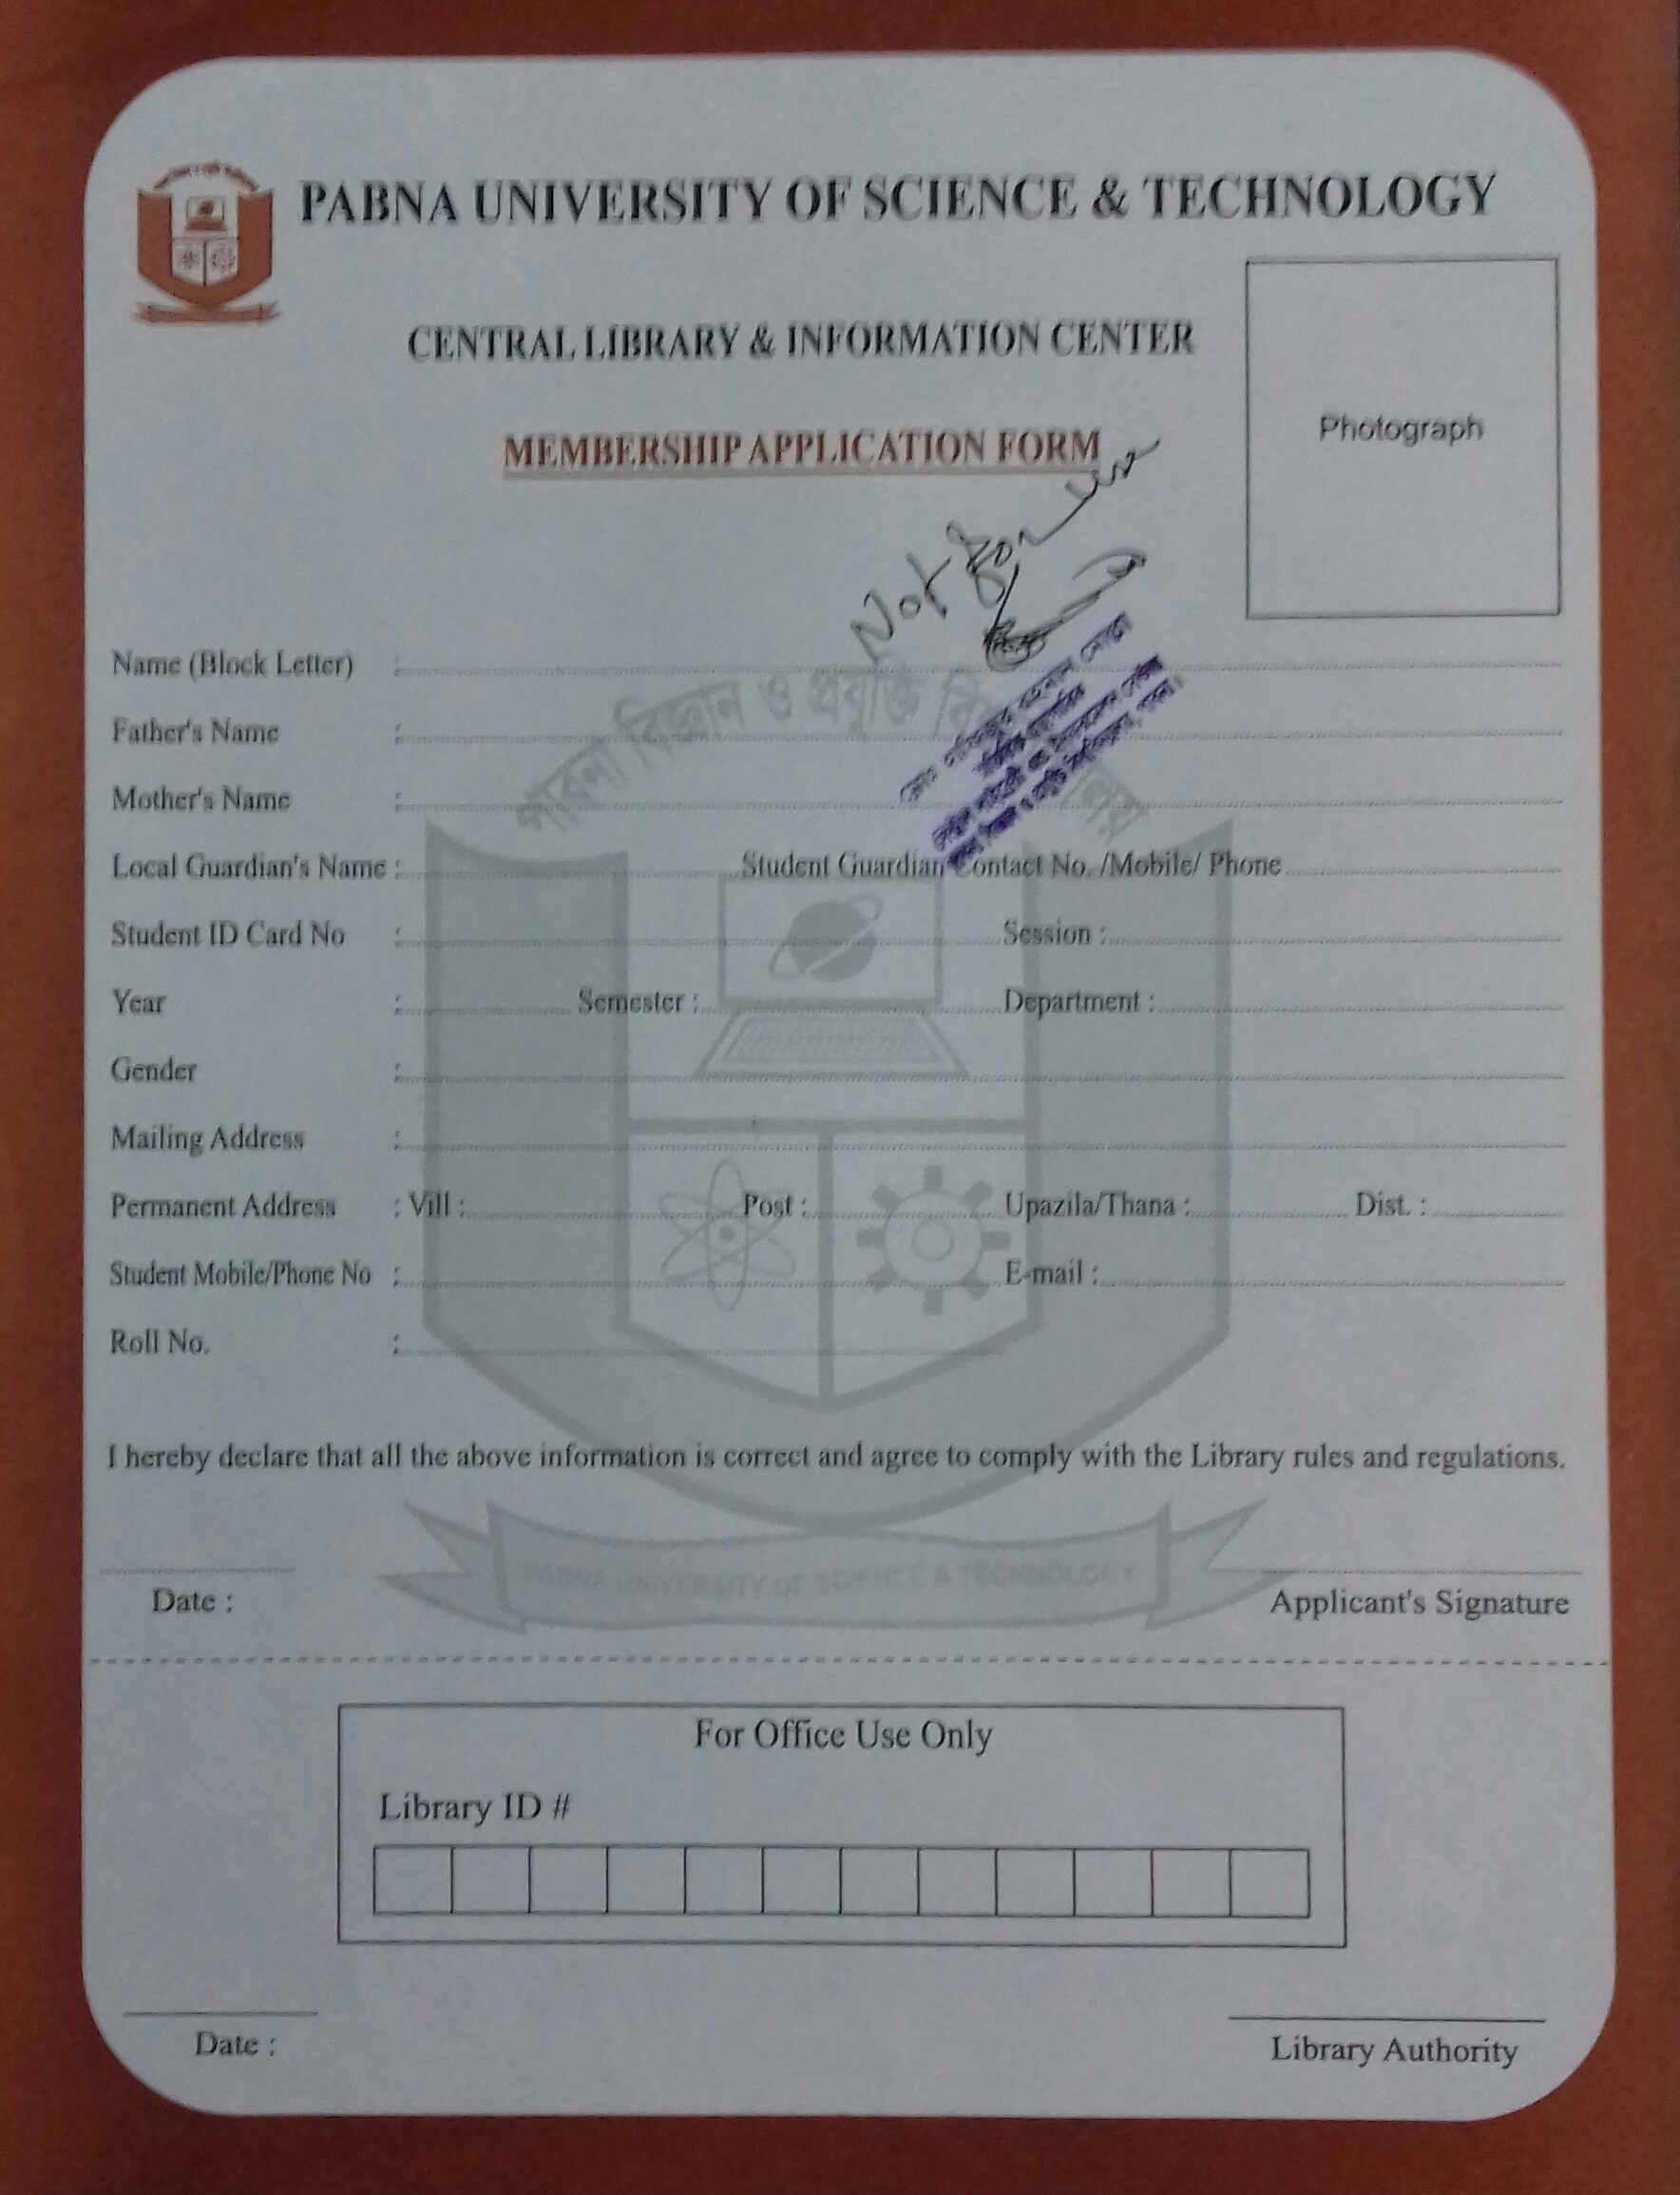 PABNA UNIVERSITY OF SCIENCE & TECHNOLOGY
CENTRAL LIBRARY & INFORMATION CENTER
Photograph
MEMBERSHIP APPLICATION FORM
Not for use
Name (Block Letter) :
পাবনা বিজ্ঞান ও প্রযুক্তি
Father's Name :
Mother's Name :
Local Guardian's Name : Student Guardian Contact No. /Mobile/ Phone
Student ID Card No : Session :
Year : Semester : Department :
Gender :
Mailing Address :
Permanent Address : Vill : Post : Upazila/Thana : Dist. :
Student Mobile/Phone No : E-mail :
Roll No. :
I hereby declare that all the above information is correct and agree to comply with the Library rules and regulations.
PABNA UNIVERSITY OF SCIENCE & TECHNOLOGY
Date : Applicant's Signature
For Office Use Only
Library ID #
Date : Library Authority